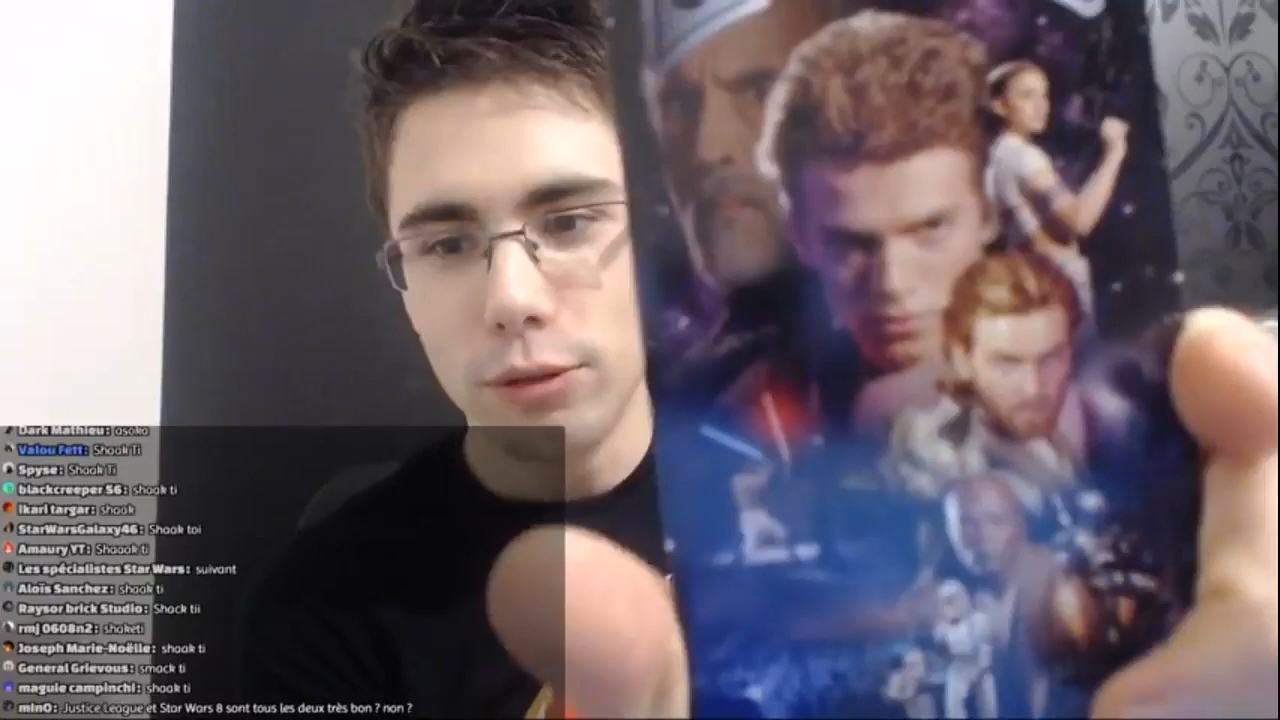 Dark Mathieu: asoka
Valou Fett: Shaak Ti
Spyse: Shaak Ti
blackcreeper 56: shaak ti
Ikari targar: shaak
StarWarsGalaxy46: Shaak toi
Amaury YT: Shaaak ti
Les spécialistes Star Wars: suivant
Aloïs Sanchez: shaak ti
Raysor brick Studio: Shack tii
rmj 0608n2: shaketi
Joseph Marie-Noëlle: shaak ti
General Grievous: smack ti
maguie campinchi: shaak ti
min0: Justice League et Star Wars 8 sont tous les deux très bon ? non ?